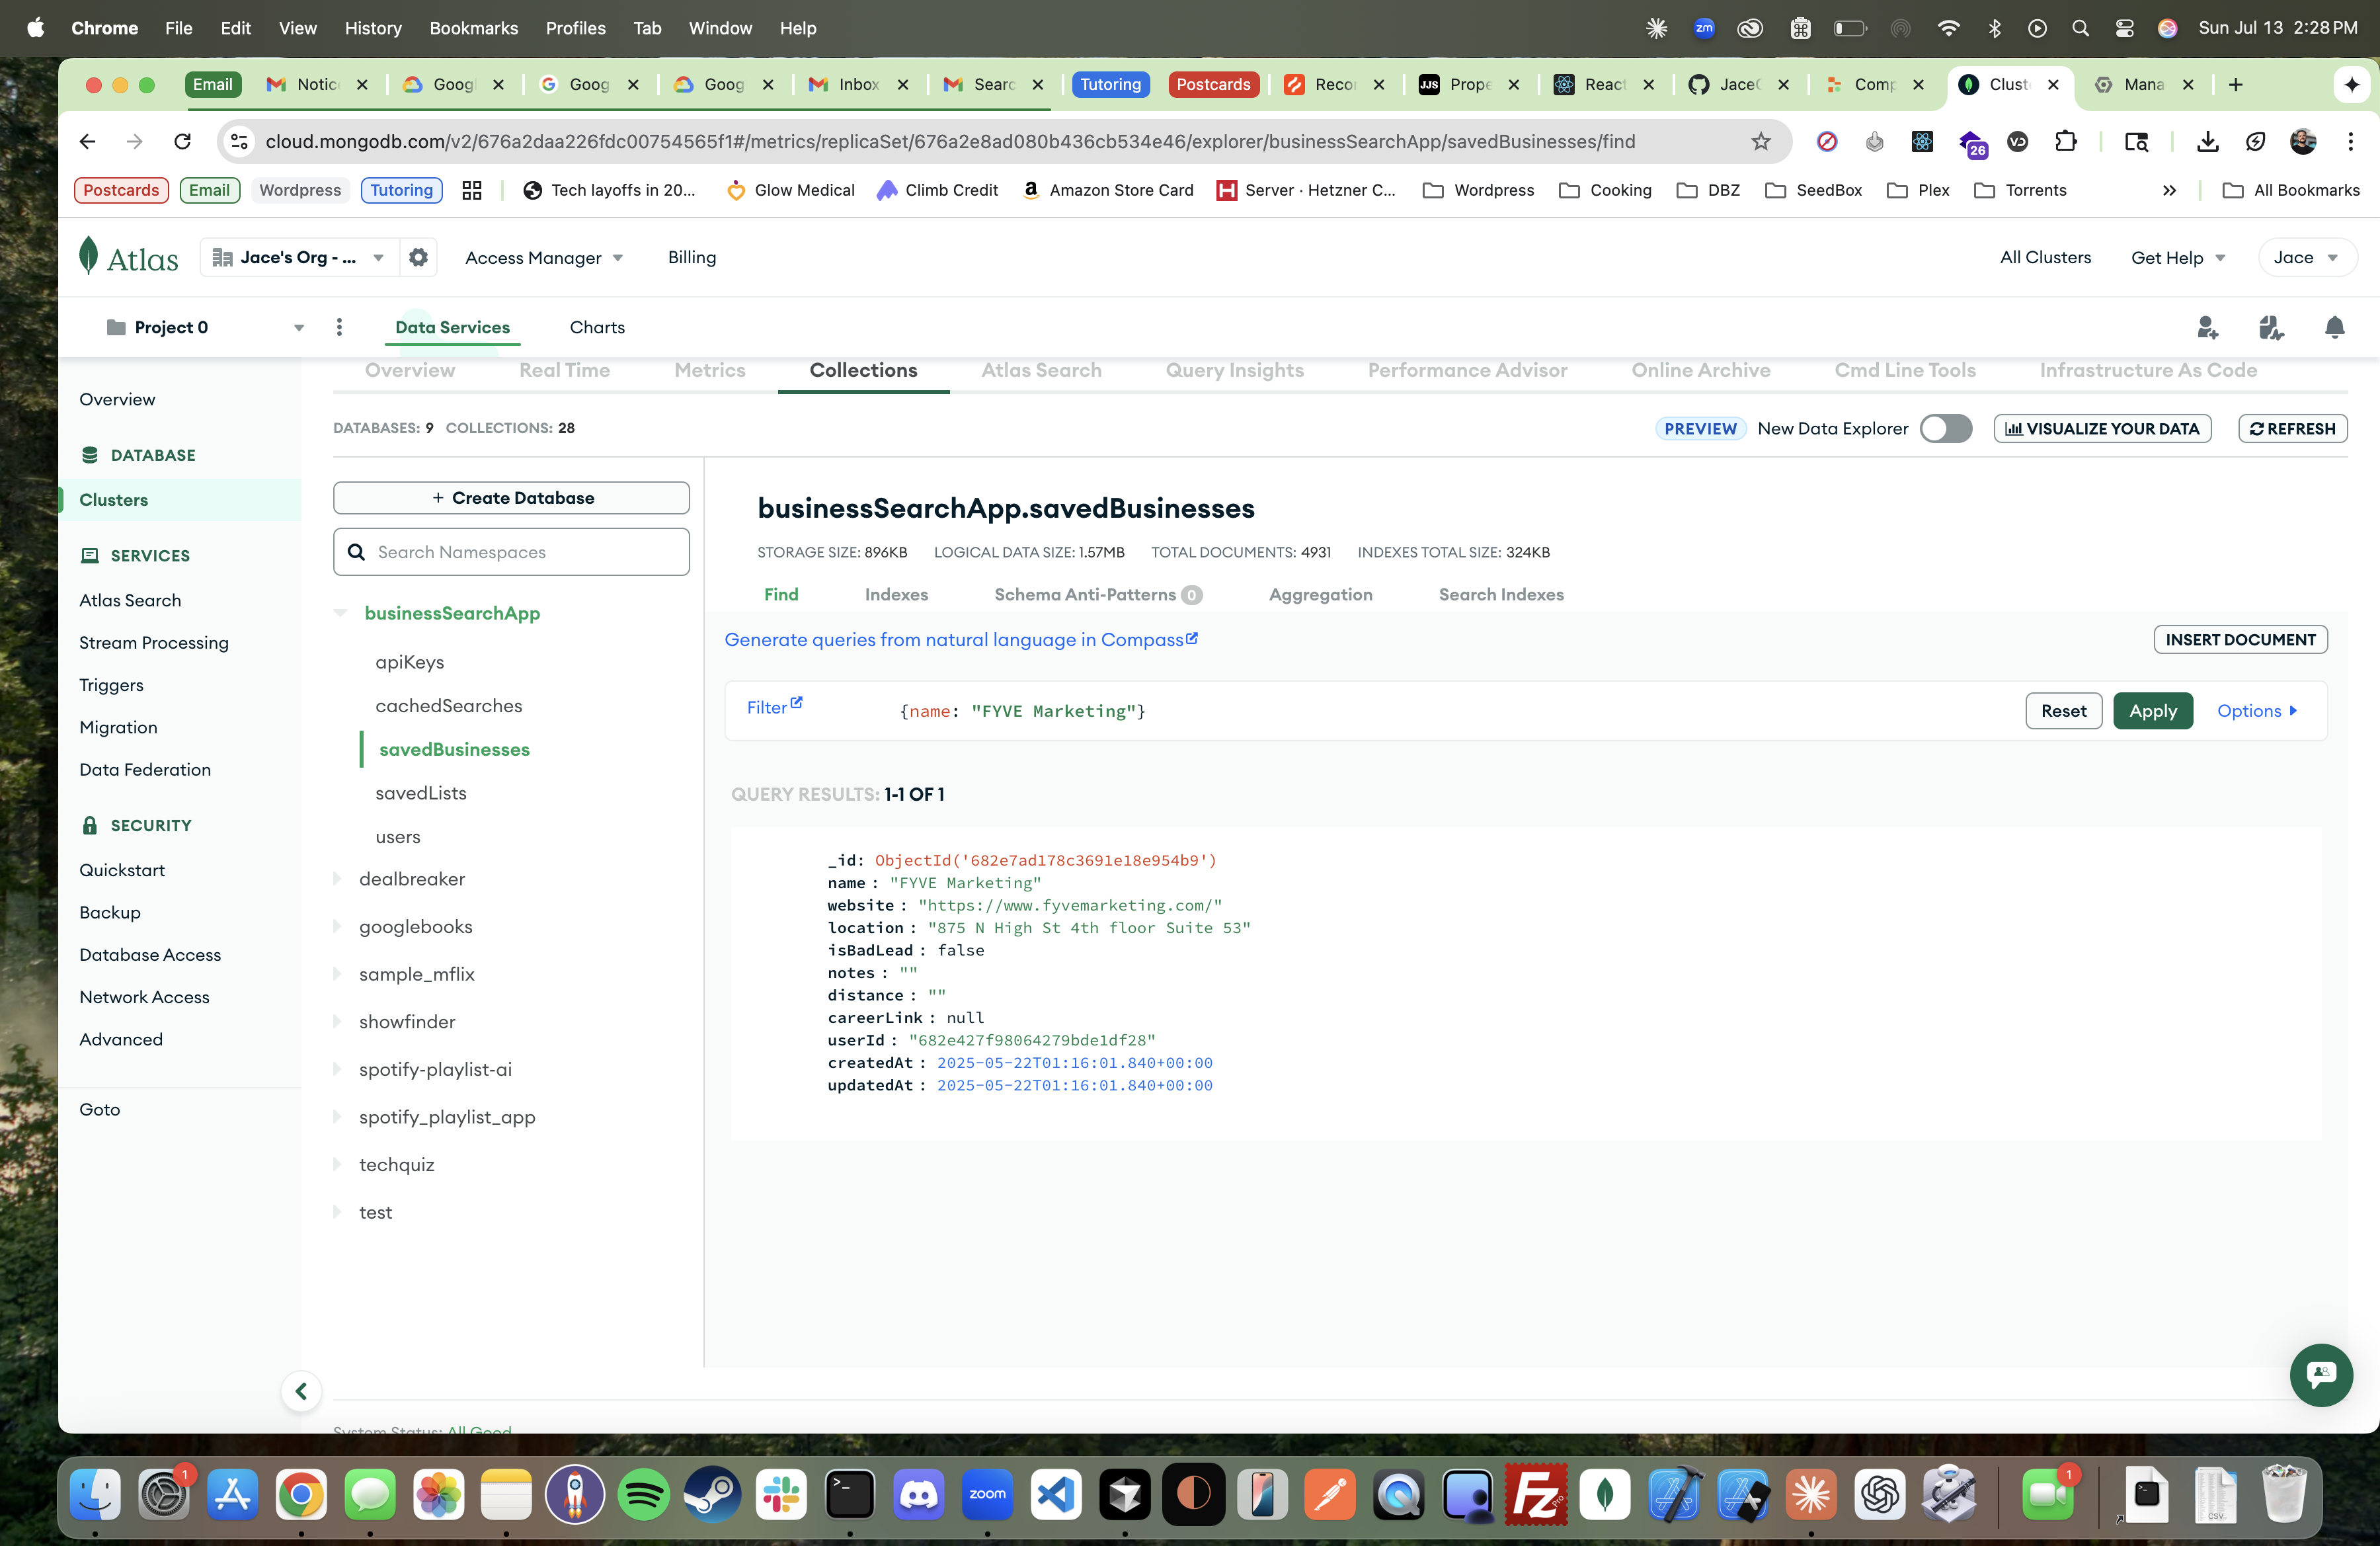 Chrome File Edit View History Bookmarks Profiles Tab Window Help
zm
Sun Jul 13 2:28 PM
Email Notic Goog Goog Goog Inbox Searc Tutoring Postcards Reco JJS Prope React Jace Comp Clust Mana
cloud.mongodb.com/v2/676a2daa226fdc00754565f1#/metrics/replicaSet/676a2e8ad080b436cb534e46/explorer/businessSearchApp/savedBusinesses/find
26
Postcards Email Wordpress Tutoring Tech layoffs in 20... Glow Medical Climb Credit Amazon Store Card Server · Hetzner C... Wordpress Cooking DBZ SeedBox Plex Torrents » All Bookmarks
Atlas Jace's Org - ... Access Manager Billing All Clusters Get Help Jace
Project 0 Data Services Charts
Overview Real Time Metrics Collections Atlas Search Query Insights Performance Advisor Online Archive Cmd Line Tools Infrastructure As Code
Overview
DATABASE
Clusters
SERVICES
Atlas Search
Stream Processing
Triggers
Migration
Data Federation
SECURITY
Quickstart
Backup
Database Access
Network Access
Advanced
Goto
DATABASES: 9 COLLECTIONS: 28
PREVIEW New Data Explorer VISUALIZE YOUR DATA REFRESH
+ Create Database
Search Namespaces
businessSearchApp
apiKeys
cachedSearches
savedBusinesses
savedLists
users
dealbreaker
googlebooks
sample_mflix
showfinder
spotify-playlist-ai
spotify_playlist_app
techquiz
test
businessSearchApp.savedBusinesses
STORAGE SIZE: 896KB LOGICAL DATA SIZE: 1.57MB TOTAL DOCUMENTS: 4931 INDEXES TOTAL SIZE: 324KB
Find Indexes Schema Anti-Patterns 0 Aggregation Search Indexes
Generate queries from natural language in Compass
INSERT DOCUMENT
Filter {name: "FYVE Marketing"} Reset Apply Options
QUERY RESULTS: 1-1 OF 1
_id: ObjectId('682e7ad178c3691e18e954b9')
name : "FYVE Marketing"
website : "https://www.fyvemarketing.com/"
location : "875 N High St 4th floor Suite 53"
isBadLead : false
notes : ""
distance : ""
careerLink : null
userId : "682e427f98064279bde1df28"
createdAt : 2025-05-22T01:16:01.840+00:00
updatedAt : 2025-05-22T01:16:01.840+00:00
System Status: All Good
1
zoom
Fz Pro
1
CSV